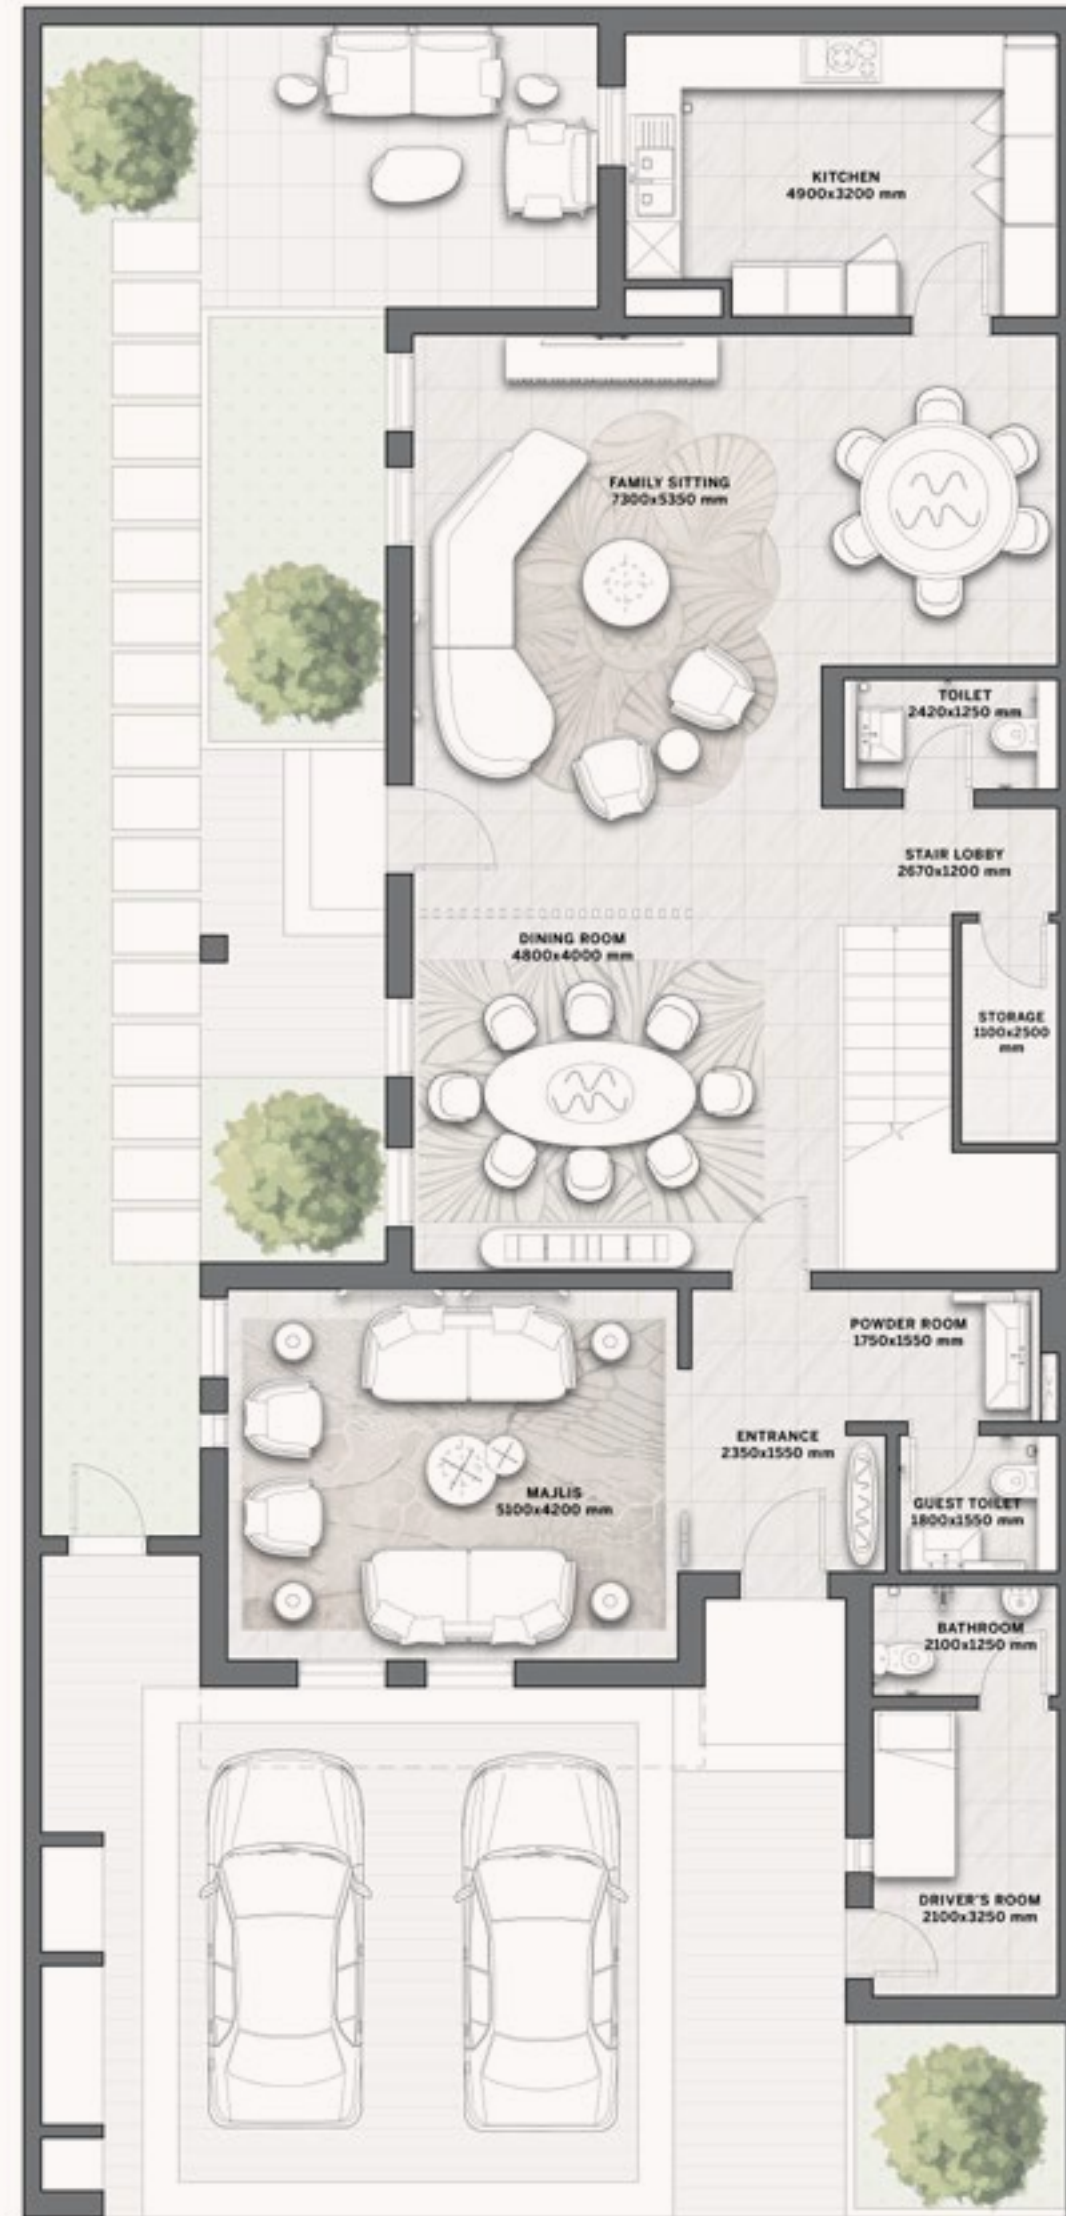 KITCHEN
4900x3200 mm
FAMILY SITTING
7300x5350 mm
TOILET
2420x1250 mm
STAIR LOBBY
2670x1200 mm
DINING ROOM
4800x4000 mm
STORAGE
1100x2500
mm
POWDER ROOM
1750x1550 mm
ENTRANCE
2350x1550 mm
MAJLIS
5100x4200 mm
GUEST TOILET
1800x1550 mm
BATHROOM
2100x1250 mm
DRIVER'S ROOM
2100x3250 mm